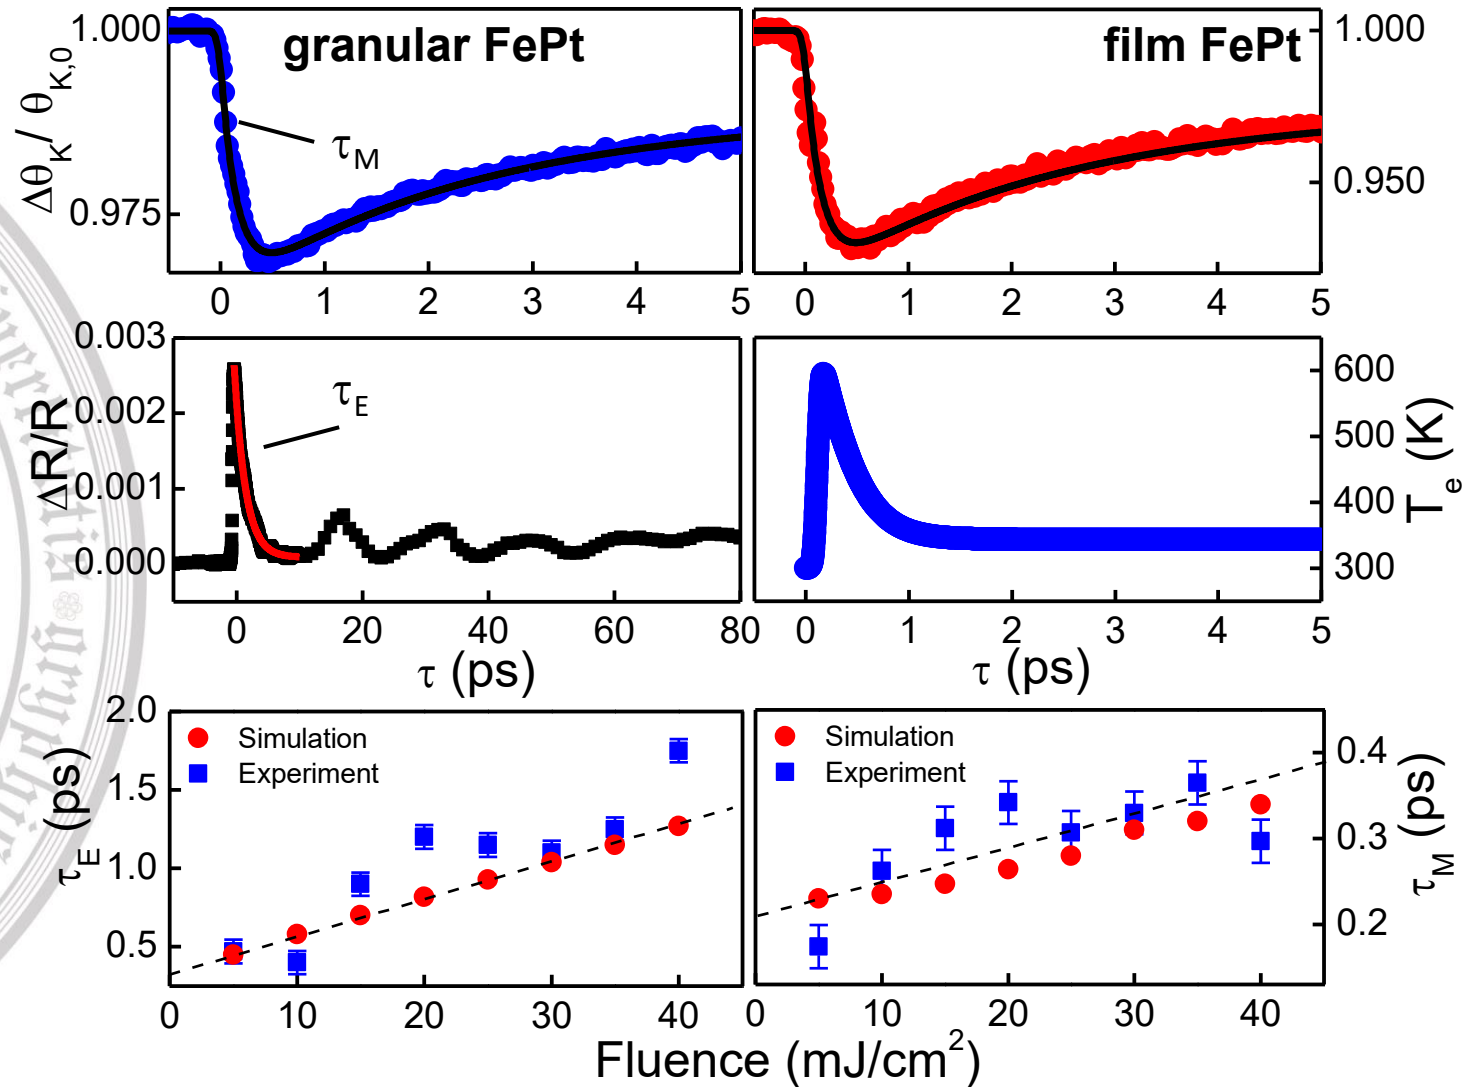 granular FePt
film FePt
Δθ_K / θ_K,0
1.000
0.975
τ_M
0 1 2 3 4 5
1.000
0.950
0 1 2 3 4 5
ΔR/R
0.003
0.002
0.001
0.000
τ_E
0 20 40 60 80
τ (ps)
600
500
400
300
T_e (K)
0 1 2 3 4 5
τ (ps)
τ_E (ps)
2.0
1.5
1.0
0.5
Simulation
Experiment
0 10 20 30 40
Simulation
Experiment
0.4
0.3
0.2
τ_M (ps)
0 10 20 30 40
Fluence (mJ/cm²)